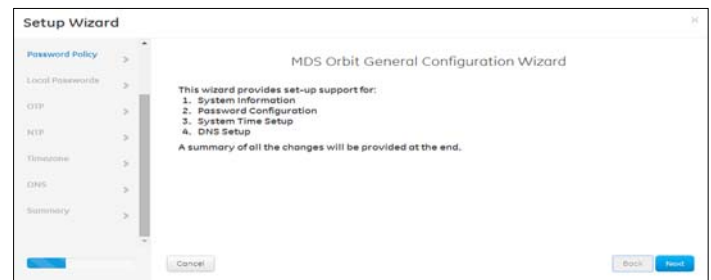 Setup Wizard
Password Policy
Local Passwords
OTP
NTP
Timezone
DNS
Summary
MDS Orbit General Configuration Wizard
This wizard provides set-up support for:
1. System Information
2. Password Configuration
3. System Time Setup
4. DNS Setup
A summary of all the changes will be provided at the end.
Cancel
Back
Next